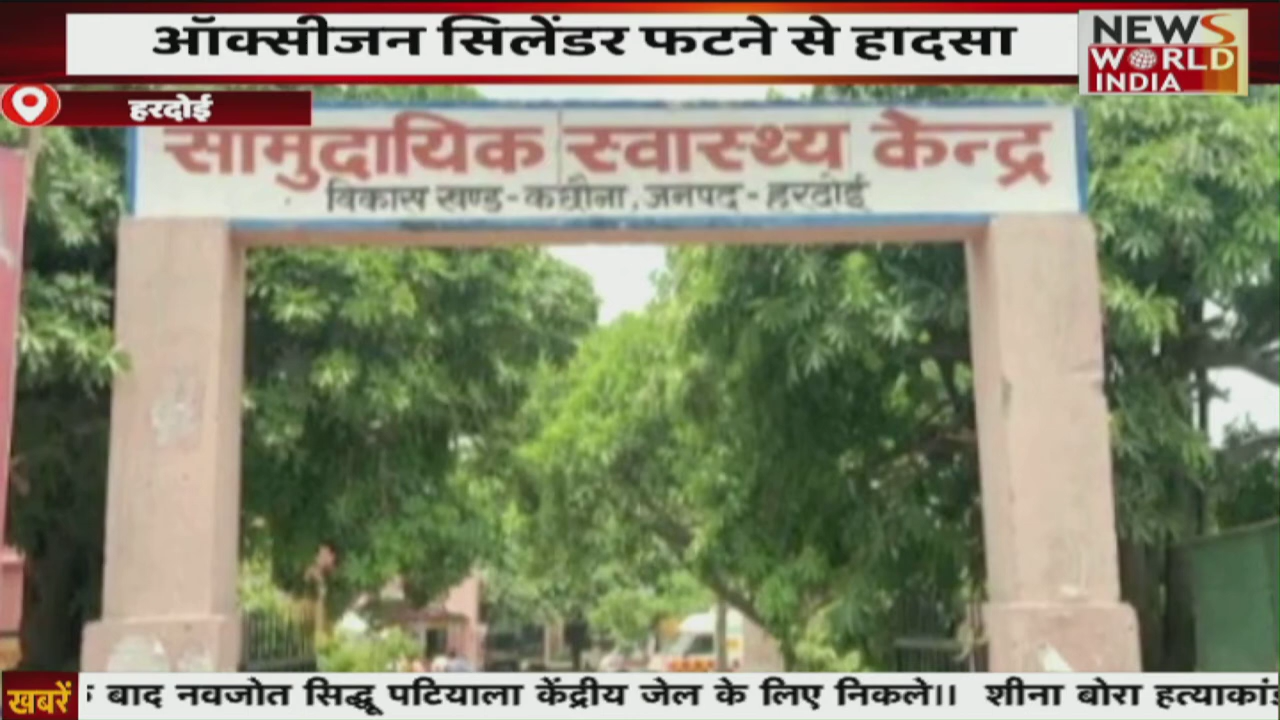 ऑक्सीजन सिलेंडर फटने से हादसा
NEWS
WORLD
INDIA
हरदोई
सामुदायिक स्वास्थ्य केन्द्र
विकास खण्ड-कछौना, जनपद-हरदोई
खबरें
बाद नवजोत सिद्धू पटियाला केंद्रीय जेल के लिए निकले।। शीना बोरा हत्याकांड